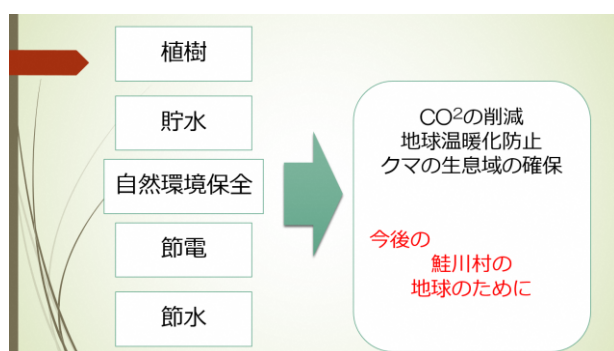 植樹
貯水
自然環境保全
節電
節水
CO²の削減
地球温暖化防止
クマの生息域の確保
今後の
鮭川村の
地球のために